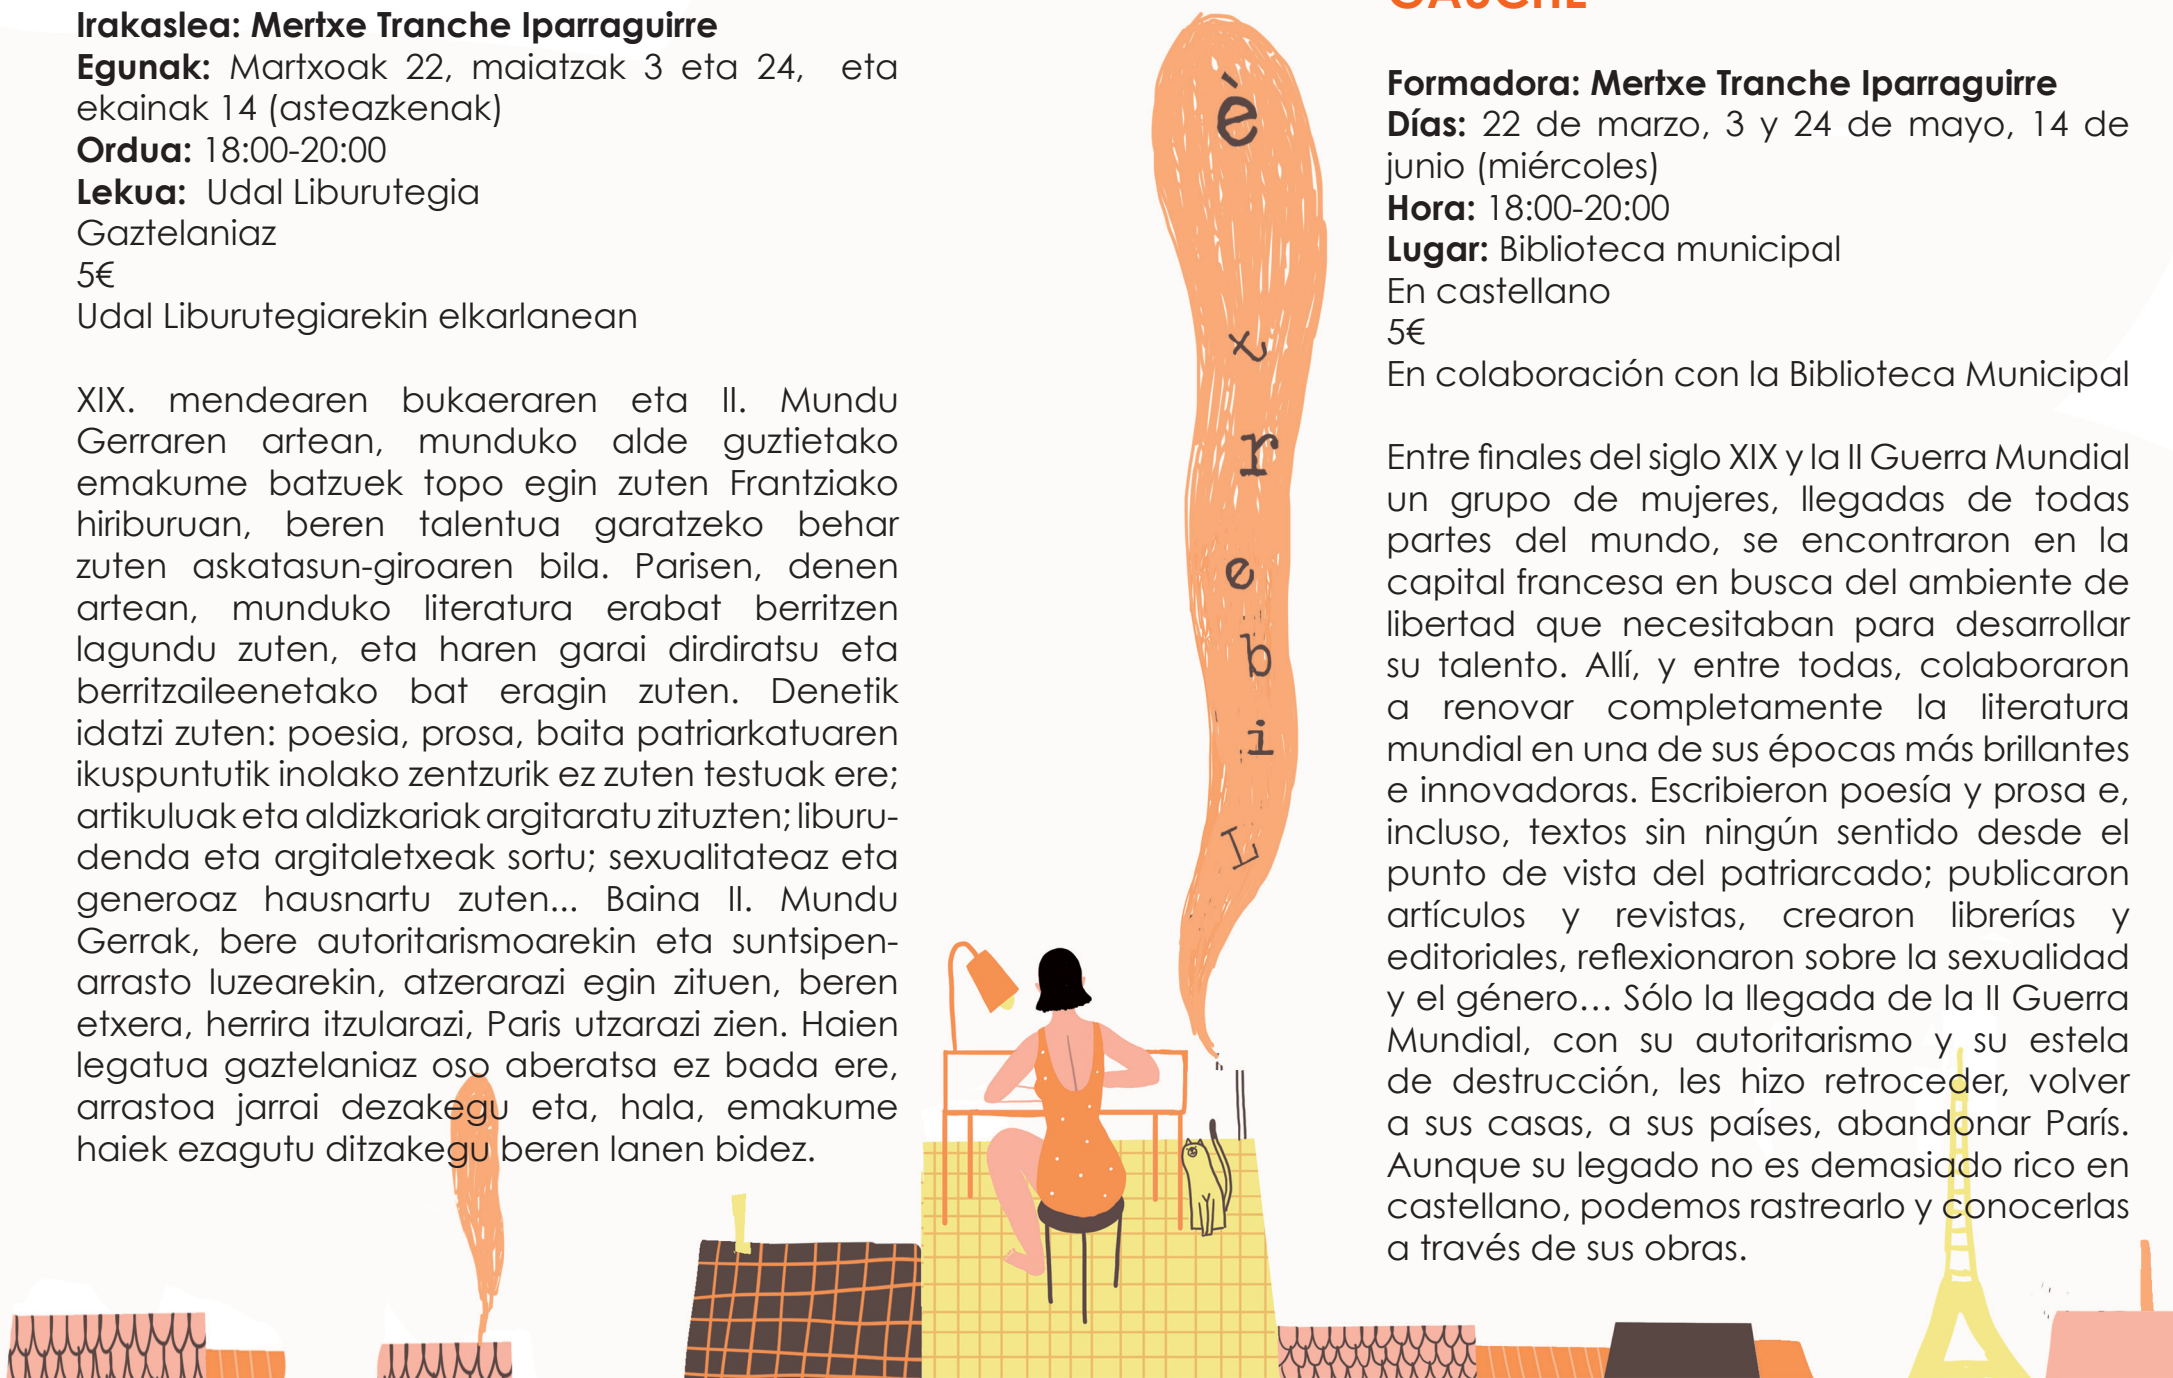 Irakaslea: Mertxe Tranche Iparraguirre
Egunak: Martxoak 22, maiatzak 3 eta 24, eta
ekainak 14 (asteazkenak)
Ordua: 18:00-20:00
Lekua: Udal Liburutegia
Gaztelaniaz
5€
Udal Liburutegiarekin elkarlanean
XIX. mendearen bukaeraren eta II. Mundu
Gerraren artean, munduko alde guztietako
emakume batzuek topo egin zuten Frantziako
hiriburuan, beren talentua garatzeko behar
zuten askatasun-giroaren bila. Parisen, denen
artean, munduko literatura erabat berritzen
lagundu zuten, eta haren garai dirdiratsu eta
berritzaileenetako bat eragin zuten. Denetik
idatzi zuten: poesia, prosa, baita patriarkatuaren
ikuspuntutik inolako zentzurik ez zuten testuak ere;
artikuluak eta aldizkariak argitaratu zituzten; liburu-
denda eta argitaletxeak sortu; sexualitateaz eta
generoaz hausnartu zuten... Baina II. Mundu
Gerrak, bere autoritarismoarekin eta suntsipen-
arrasto luzearekin, atzerarazi egin zituen, beren
etxera, herrira itzularazi, Paris utzarazi zien. Haien
legatua gaztelaniaz oso aberatsa ez bada ere,
arrastoa jarrai dezakegu eta, hala, emakume
haiek ezagutu ditzakegu beren lanen bidez.
è
t
r
e
b
i
L
GAUCHE
Formadora: Mertxe Tranche Iparraguirre
Días: 22 de marzo, 3 y 24 de mayo, 14 de
junio (miércoles)
Hora: 18:00-20:00
Lugar: Biblioteca municipal
En castellano
5€
En colaboración con la Biblioteca Municipal
Entre finales del siglo XIX y la II Guerra Mundial
un grupo de mujeres, llegadas de todas
partes del mundo, se encontraron en la
capital francesa en busca del ambiente de
libertad que necesitaban para desarrollar
su talento. Allí, y entre todas, colaboraron
a renovar completamente la literatura
mundial en una de sus épocas más brillantes
e innovadoras. Escribieron poesía y prosa e,
incluso, textos sin ningún sentido desde el
punto de vista del patriarcado; publicaron
artículos y revistas, crearon librerías y
editoriales, reflexionaron sobre la sexualidad
y el género… Sólo la llegada de la II Guerra
Mundial, con su autoritarismo y su estela
de destrucción, les hizo retroceder, volver
a sus casas, a sus países, abandonar París.
Aunque su legado no es demasiado rico en
castellano, podemos rastrearlo y conocerlas
a través de sus obras.